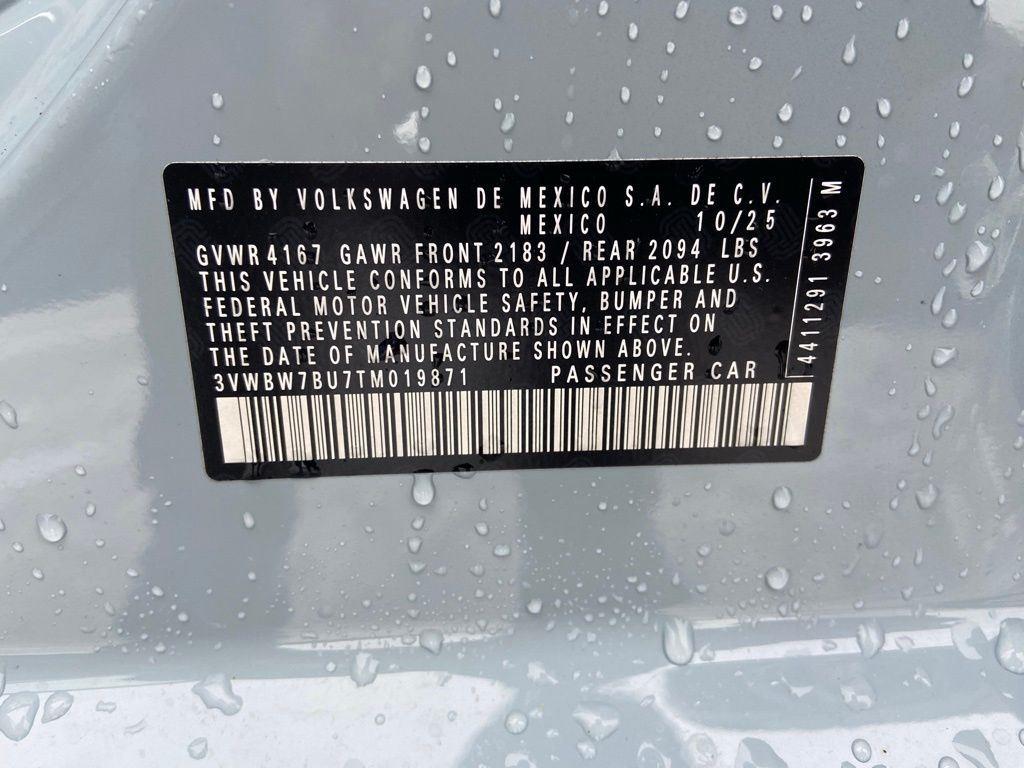 MFD BY VOLKSWAGEN DE MEXICO S.A. DE C.V.
MEXICO 10/25
GVWR 4167 GAWR FRONT 2183 / REAR 2094 LBS
THIS VEHICLE CONFORMS TO ALL APPLICABLE U.S.
FEDERAL MOTOR VEHICLE SAFETY, BUMPER AND
THEFT PREVENTION STANDARDS IN EFFECT ON
THE DATE OF MANUFACTURE SHOWN ABOVE.
3VWBW7BU7TM019871 PASSENGER CAR
4411291 3963 M